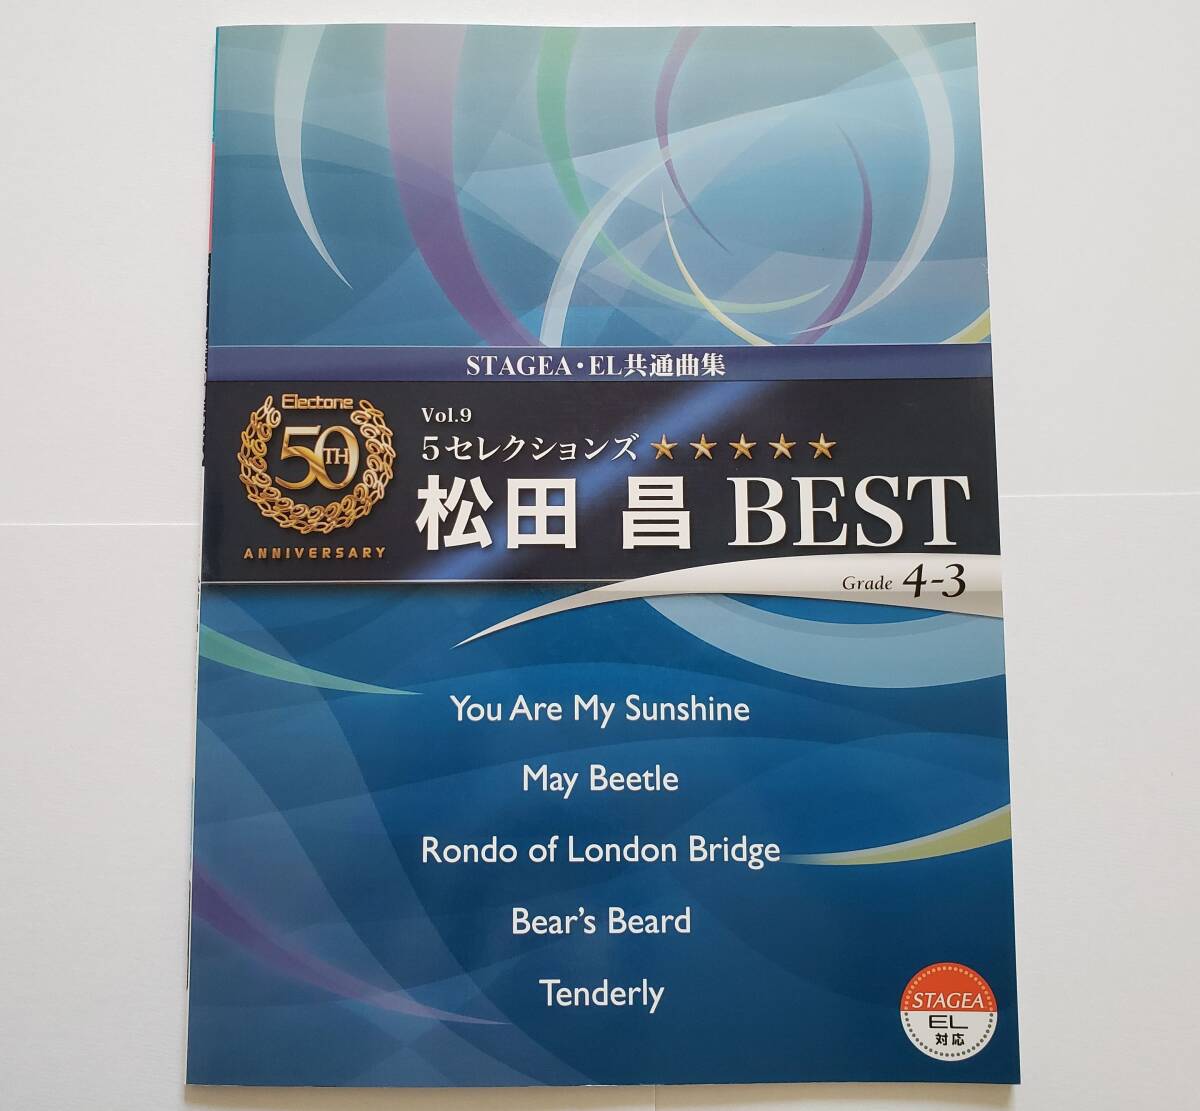 STAGEA・EL共通曲集
Electone
50TH
ANNIVERSARY
Vol.9
5セレクションズ ★★★★★
松田 昌 BEST
Grade 4-3
You Are My Sunshine
May Beetle
Rondo of London Bridge
Bear's Beard
Tenderly
STAGEA
EL
対応